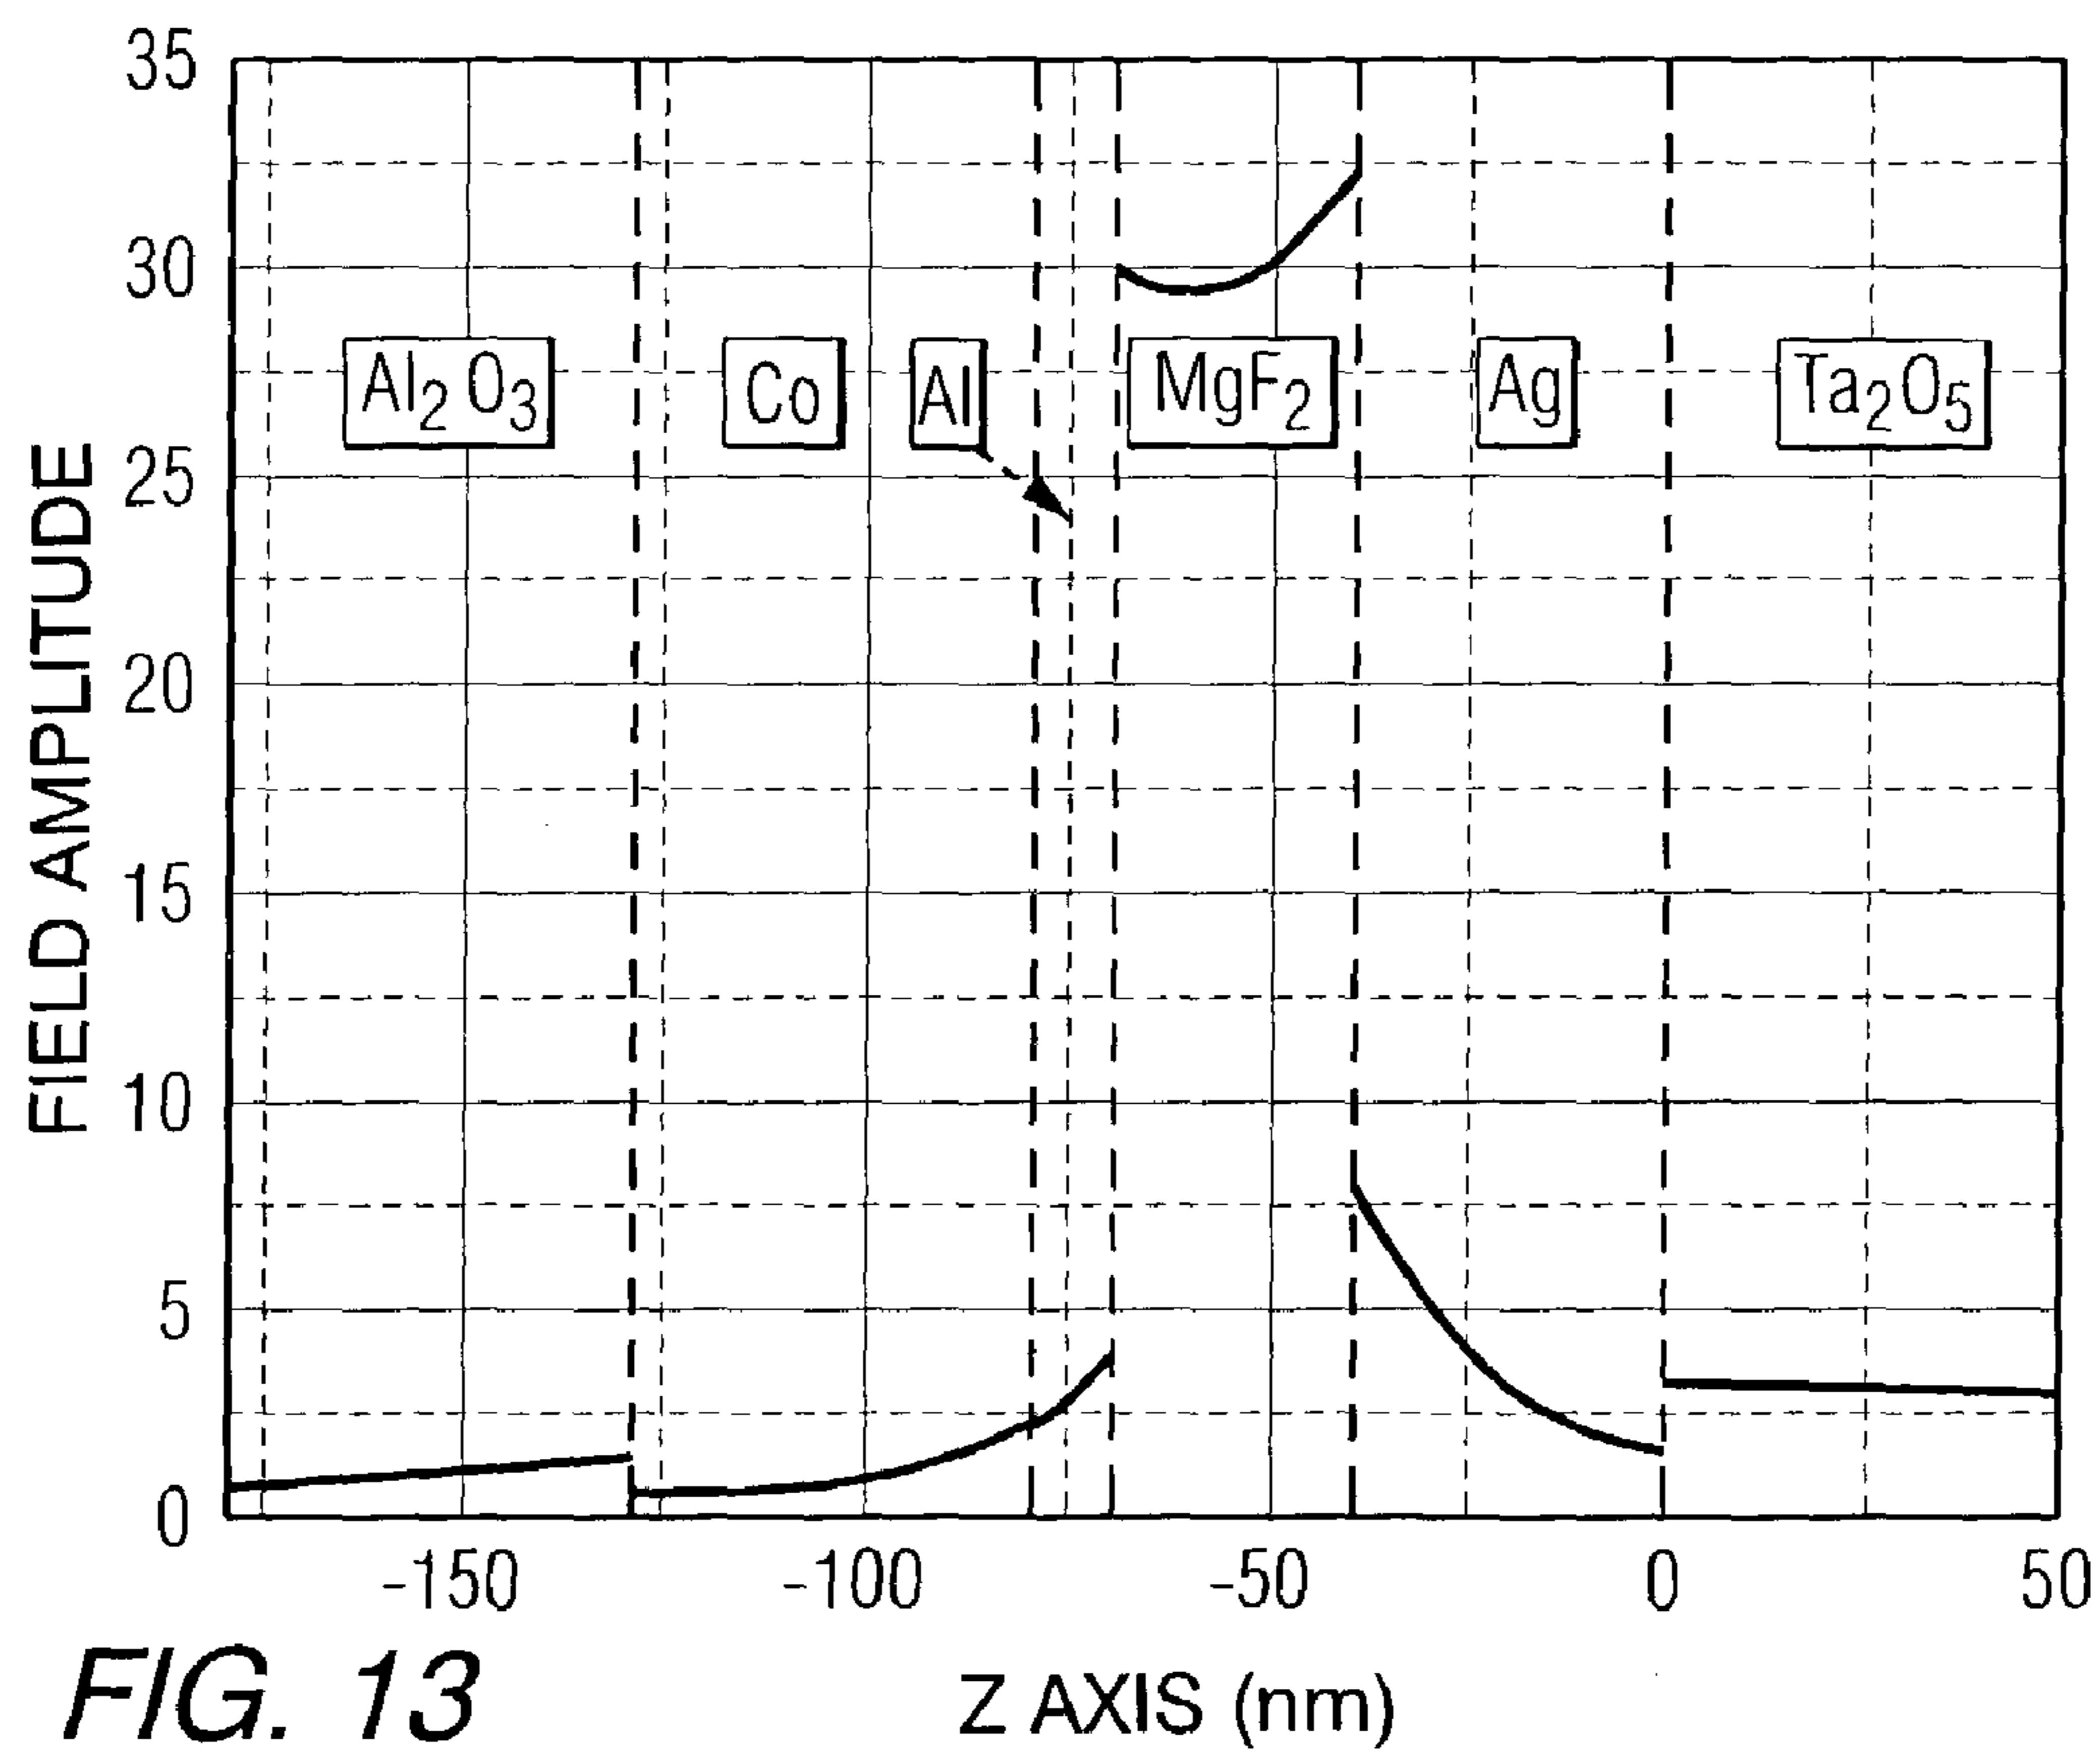 35
30
25
20
15
10
5
0
FIELD AMPLITUDE
Al₂O₃
Co
Al
MgF₂
Ag
Ta₂O₅
-150
-100
-50
0
50
Z AXIS (nm)
FIG. 13